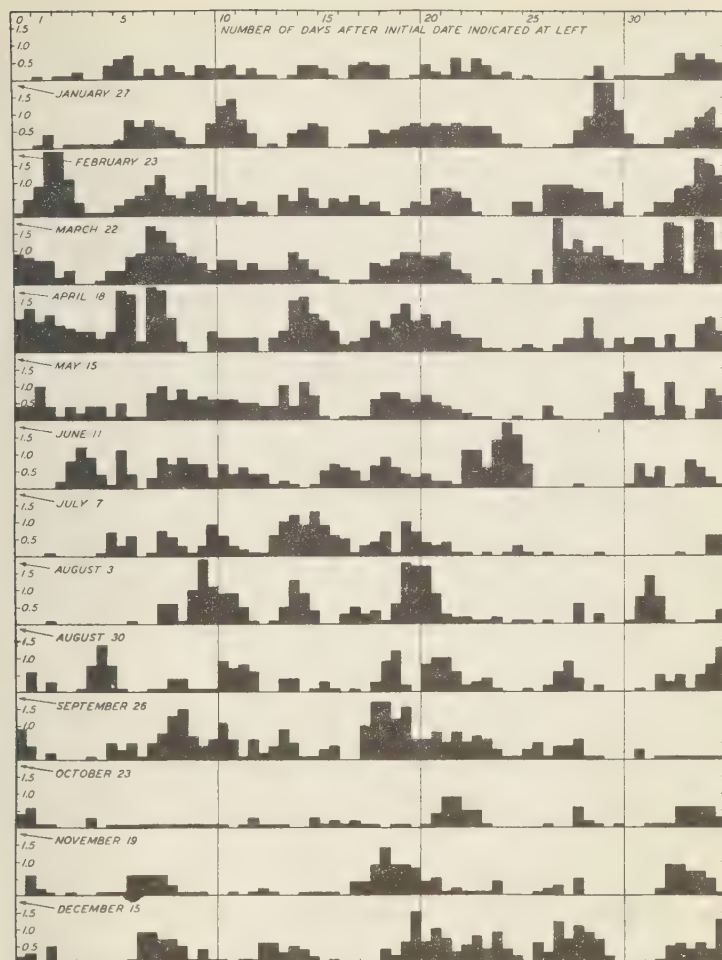 0 1 5 10 15 20 25 30
NUMBER OF DAYS AFTER INITIAL DATE INDICATED AT LEFT
1.5
1.0
0.5
JANUARY 27
1.5
1.0
0.5
FEBRUARY 23
1.5
1.0
MARCH 22
1.5
1.0
APRIL 18
1.5
1.0
MAY 15
1.5
1.0
0.5
JUNE 11
1.5
1.0
0.5
JULY 7
1.5
1.0
0.5
AUGUST 3
1.5
1.0
0.5
AUGUST 30
1.5
1.0
SEPTEMBER 26
1.5
1.0
OCTOBER 23
1.5
1.0
NOVEMBER 19
1.5
1.0
DECEMBER 15
1.5
1.0
0.5